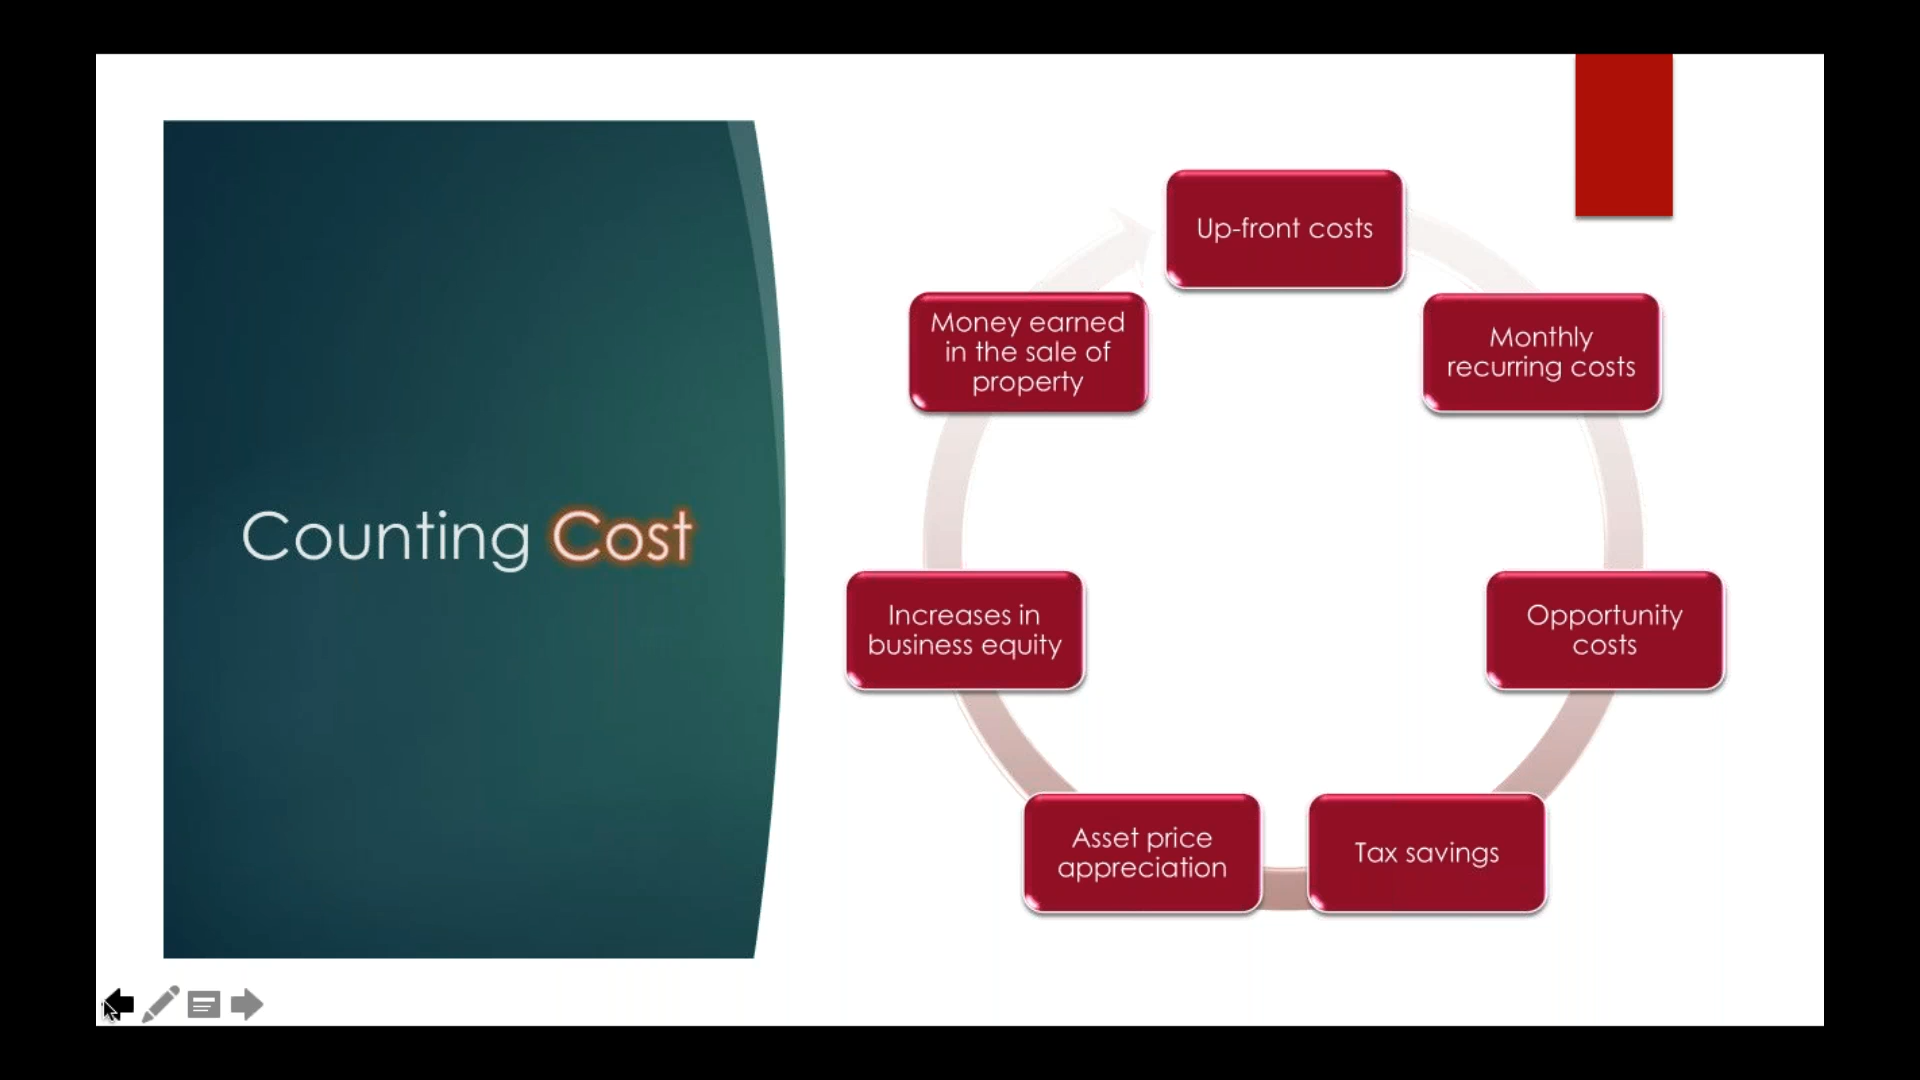 Counting Cost
Up-front costs
Monthly
recurring costs
Opportunity
costs
Tax savings
Asset price
appreciation
Increases in
business equity
Money earned
in the sale of
property